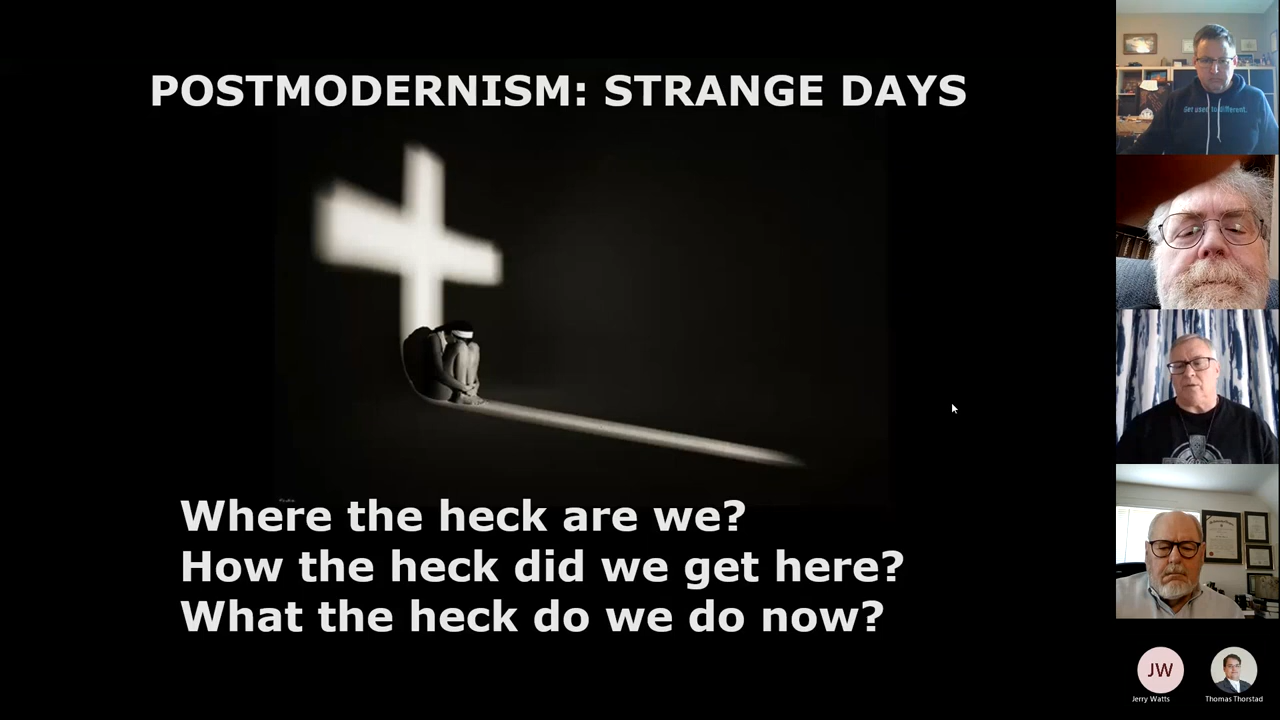 POSTMODERNISM: STRANGE DAYS
Where the heck are we?
How the heck did we get here?
What the heck do we do now?
Get used to different.
JW
Jerry Watts
Thomas Thorstad